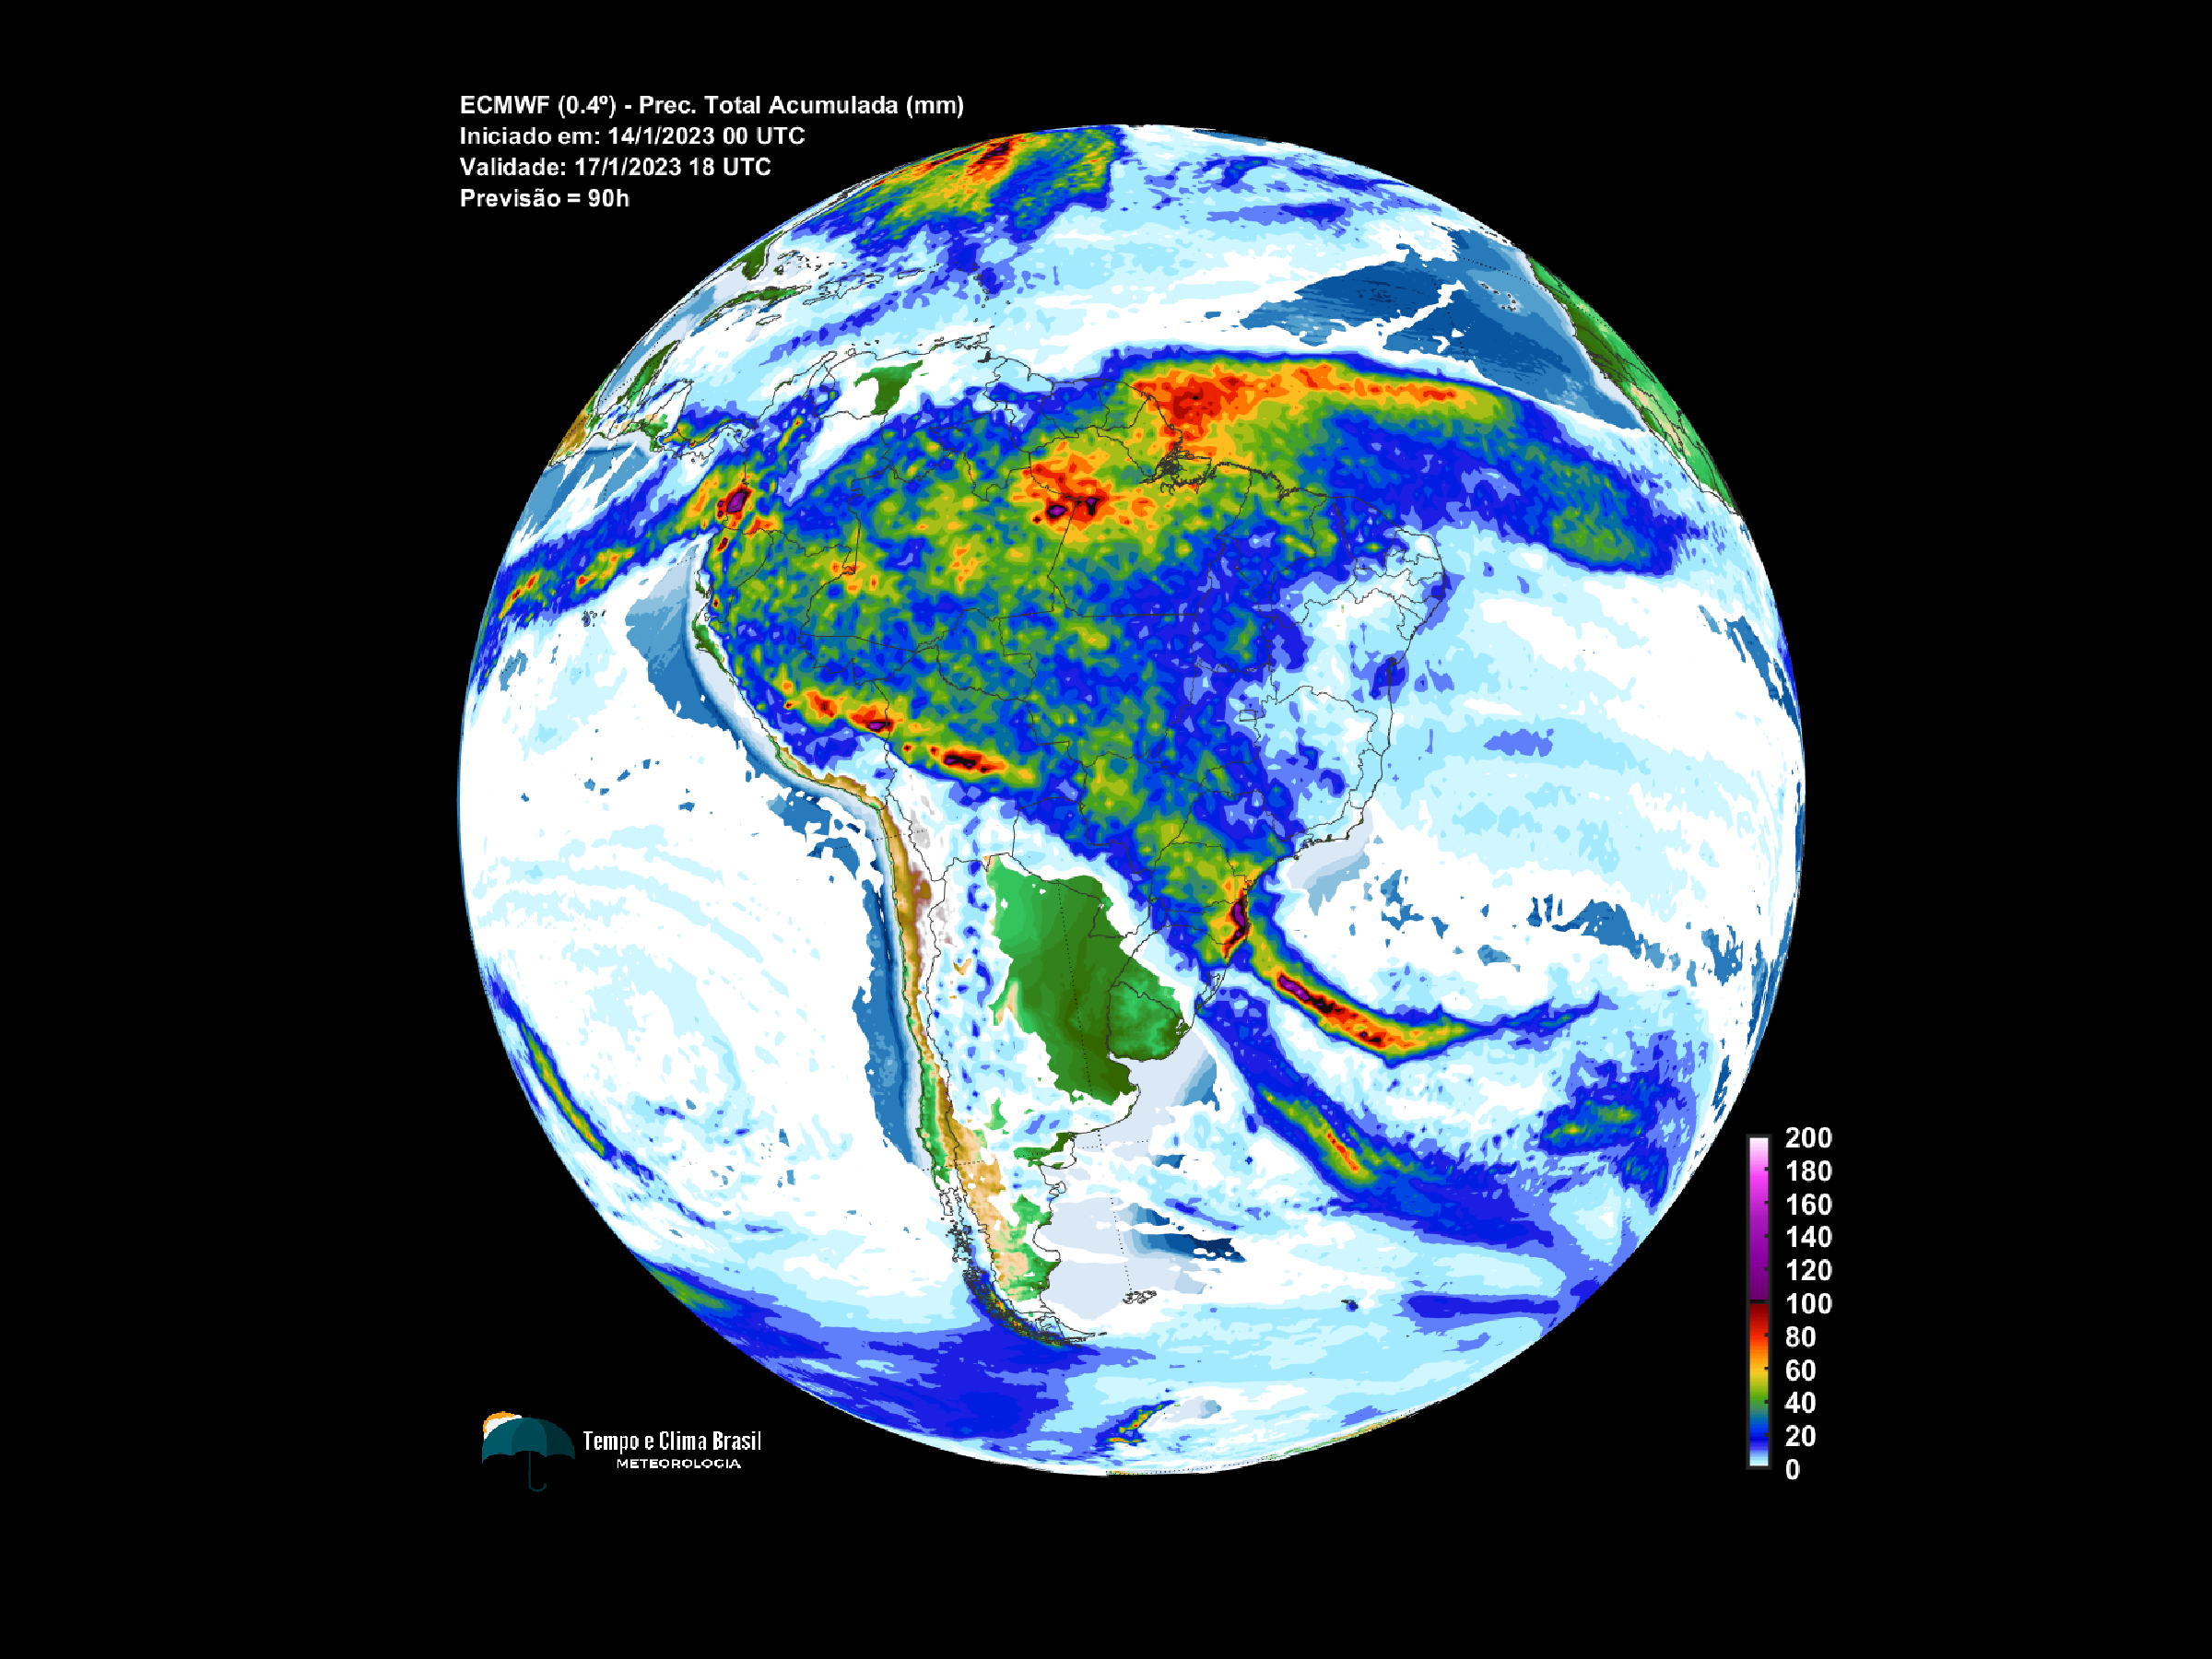 ECMWF (0.4º) - Prec. Total Acumulada (mm)
Iniciado em: 14/1/2023 00 UTC
Validade: 17/1/2023 18 UTC
Previsão = 90h
200
180
160
140
120
100
80
60
40
20
0
Tempo e Clima Brasil
METEOROLOGIA